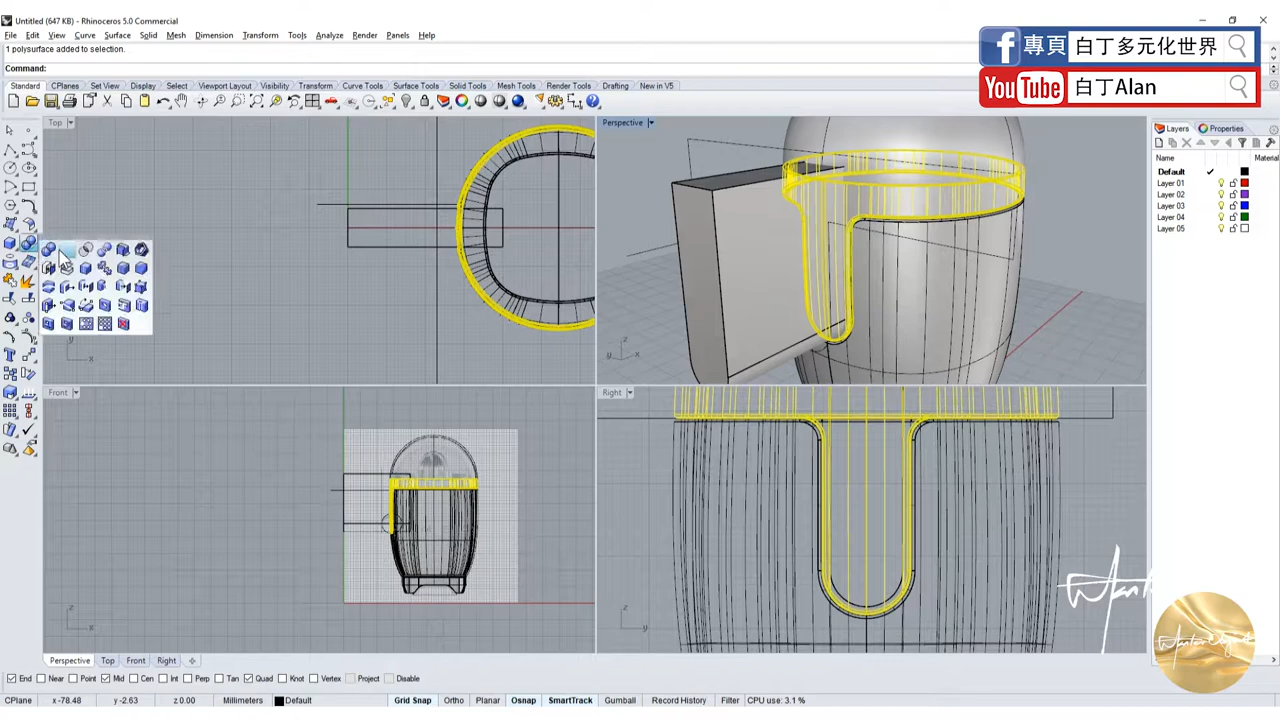 Untitled (647 KB) - Rhinoceros 5.0 Commercial
File Edit View Curve Surface Solid Mesh Dimension Transform Tools Analyze Render Panels Help
1 polysurface added to selection.
Command:
f 專頁 白丁多元化世界
YouTube 白丁Alan
Standard CPlanes Set View Display Select Viewport Layout Visibility Transform Curve Tools Surface Tools Solid Tools Mesh Tools Render Tools Drafting New in V5
Top
Perspective
Layers Properties
Name Material
Default
Layer 01
Layer 02
Layer 03
Layer 04
Layer 05
y
x
z
y x
Front
Right
z
x
z
y
Perspective Top Front Right
End Near Point Mid Cen Int Perp Tan Quad Knot Vertex Project Disable
CPlane x -78.48 y -2.63 z 0.00 Millimeters Default Grid Snap Ortho Planar Osnap SmartTrack Gumball Record History Filter CPU use: 3.1 %